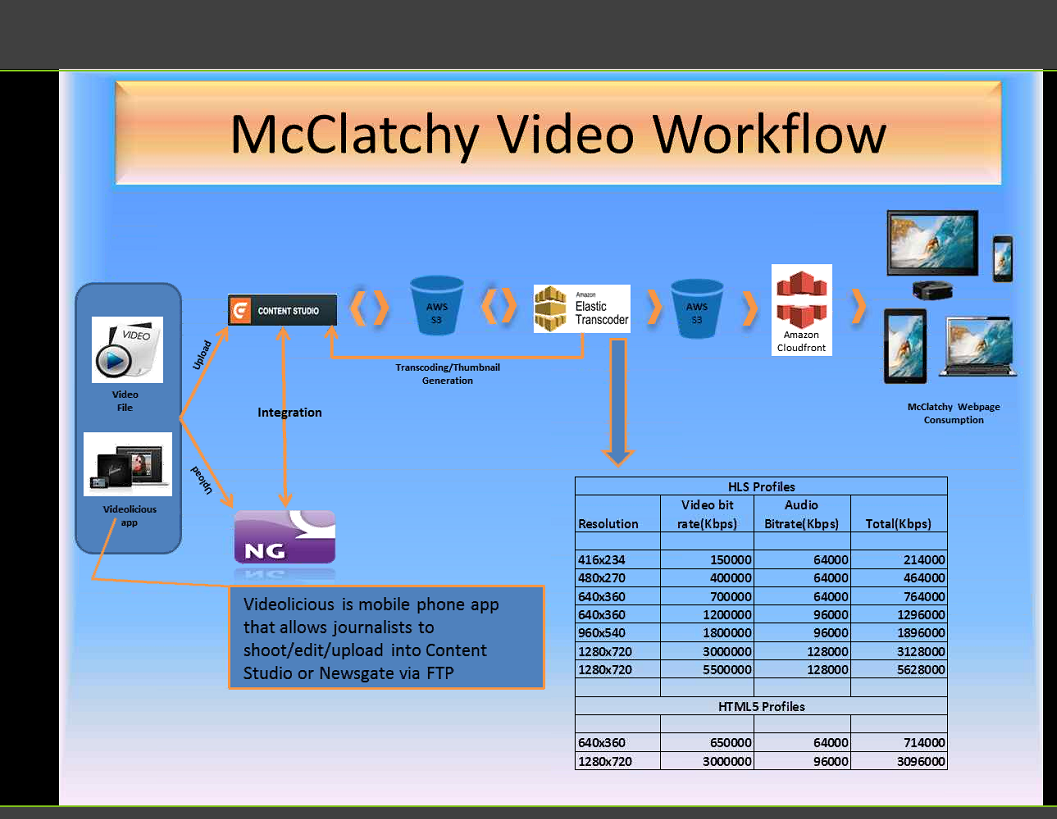 McClatchy Video Workflow
VIDEO
Video
File
Videolicious
app
Upload
Upload
CONTENT STUDIO
Integration
NG
AWS
S3
Amazon
Elastic
Transcoder
Transcoding/Thumbnail
Generation
AWS
S3
Amazon
Cloudfront
McClatchy Webpage
Consumption
Videolicious is mobile phone app
that allows journalists to
shoot/edit/upload into Content
Studio or Newsgate via FTP
HLS Profiles
Resolution Video bit rate(Kbps) Audio Bitrate(Kbps) Total(Kbps)
416x234 150000 64000 214000
480x270 400000 64000 464000
640x360 700000 64000 764000
640x360 1200000 96000 1296000
960x540 1800000 96000 1896000
1280x720 3000000 128000 3128000
1280x720 5500000 128000 5628000
HTML5 Profiles
640x360 650000 64000 714000
1280x720 3000000 96000 3096000